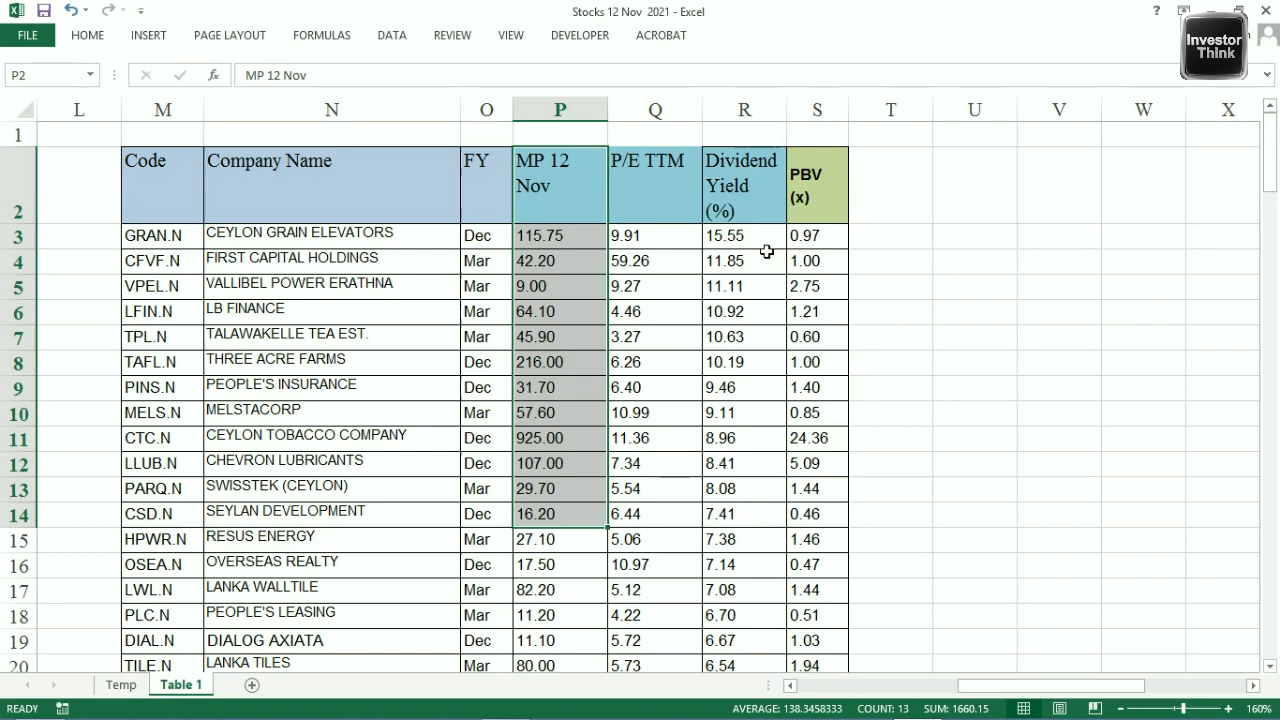 Stocks 12 Nov 2021 - Excel
?
FILE HOME INSERT PAGE LAYOUT FORMULAS DATA REVIEW VIEW DEVELOPER ACROBAT
Investor
Think
P2 fx MP 12 Nov
L M N O P Q R S T U V W X
1
2 Code Company Name FY MP 12 Nov P/E TTM Dividend Yield (%) PBV (x)
3 GRAN.N CEYLON GRAIN ELEVATORS Dec 115.75 9.91 15.55 0.97
4 CFVF.N FIRST CAPITAL HOLDINGS Mar 42.20 59.26 11.85 1.00
5 VPEL.N VALLIBEL POWER ERATHNA Mar 9.00 9.27 11.11 2.75
6 LFIN.N LB FINANCE Mar 64.10 4.46 10.92 1.21
7 TPL.N TALAWAKELLE TEA EST. Mar 45.90 3.27 10.63 0.60
8 TAFL.N THREE ACRE FARMS Dec 216.00 6.26 10.19 1.00
9 PINS.N PEOPLE'S INSURANCE Dec 31.70 6.40 9.46 1.40
10 MELS.N MELSTACORP Mar 57.60 10.99 9.11 0.85
11 CTC.N CEYLON TOBACCO COMPANY Dec 925.00 11.36 8.96 24.36
12 LLUB.N CHEVRON LUBRICANTS Dec 107.00 7.34 8.41 5.09
13 PARQ.N SWISSTEK (CEYLON) Mar 29.70 5.54 8.08 1.44
14 CSD.N SEYLAN DEVELOPMENT Dec 16.20 6.44 7.41 0.46
15 HPWR.N RESUS ENERGY Mar 27.10 5.06 7.38 1.46
16 OSEA.N OVERSEAS REALTY Dec 17.50 10.97 7.14 0.47
17 LWL.N LANKA WALLTILE Mar 82.20 5.12 7.08 1.44
18 PLC.N PEOPLE'S LEASING Mar 11.20 4.22 6.70 0.51
19 DIAL.N DIALOG AXIATA Dec 11.10 5.72 6.67 1.03
20 TILE.N LANKA TILES Mar 80.00 5.73 6.54 1.94
Temp Table 1
READY AVERAGE: 138.3458333 COUNT: 13 SUM: 1660.15 160%